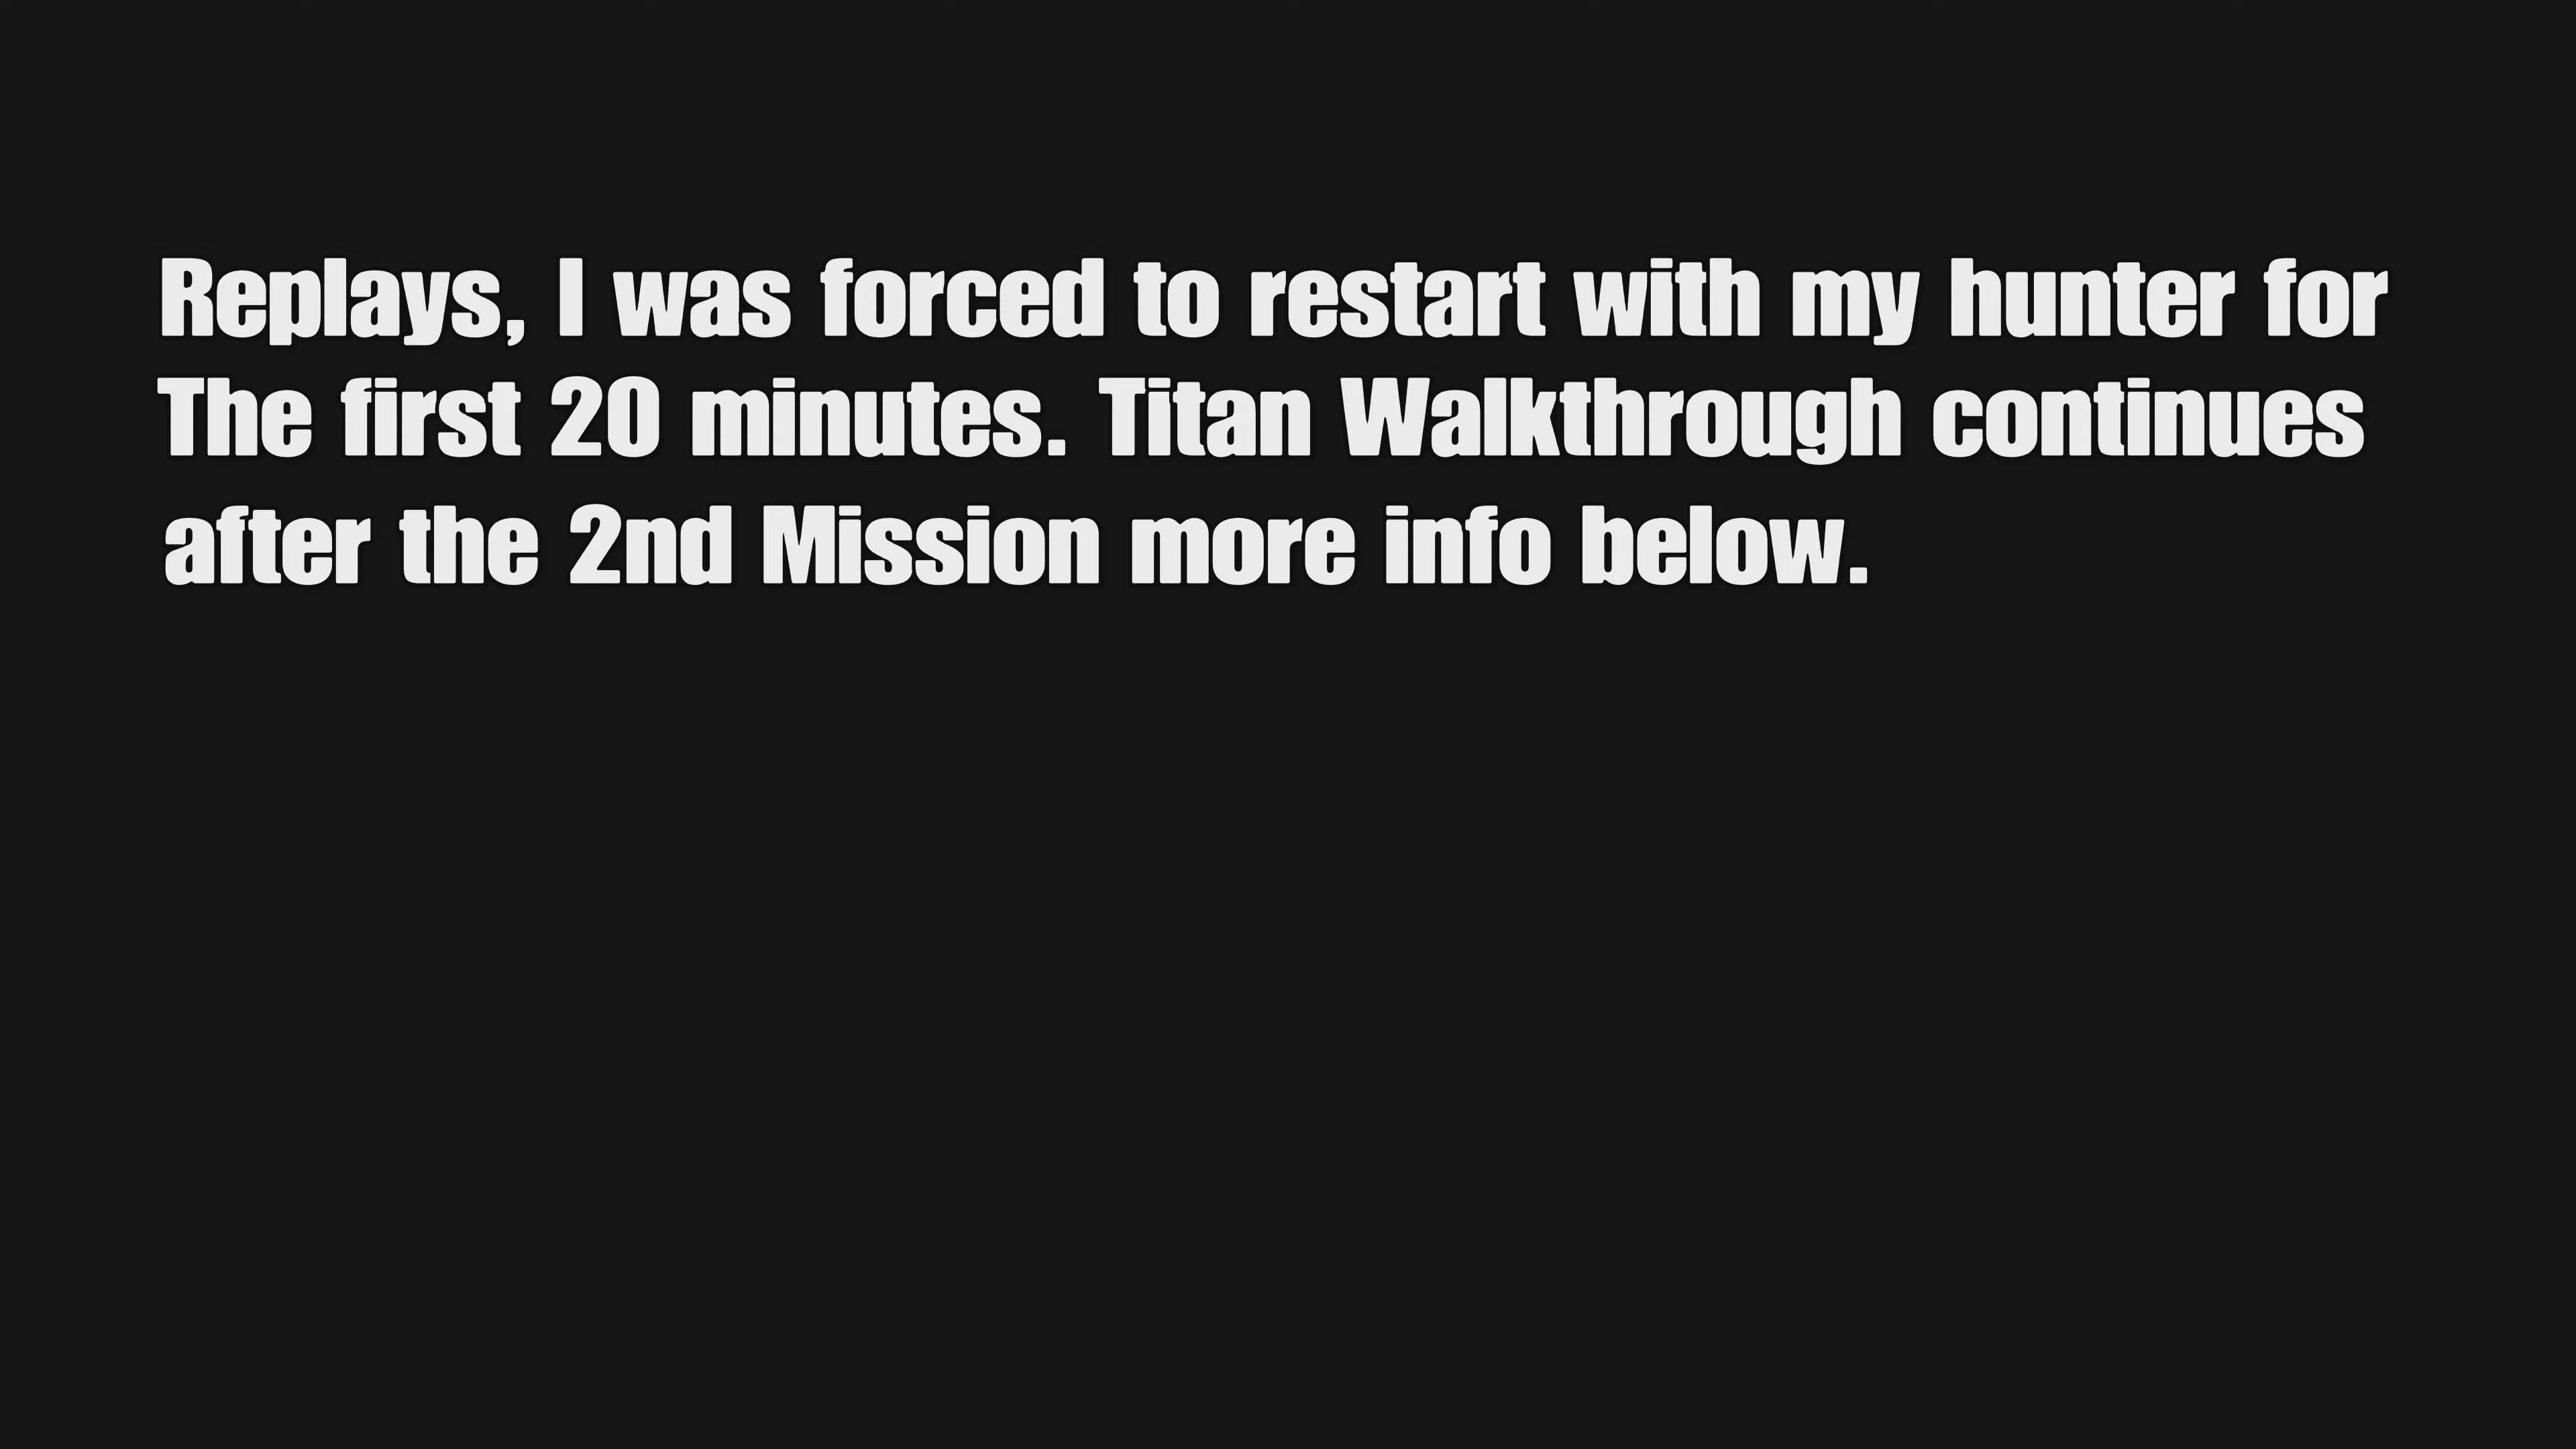 Replays, I was forced to restart with my hunter for
The first 20 minutes. Titan Walkthrough continues
after the 2nd Mission more info below.